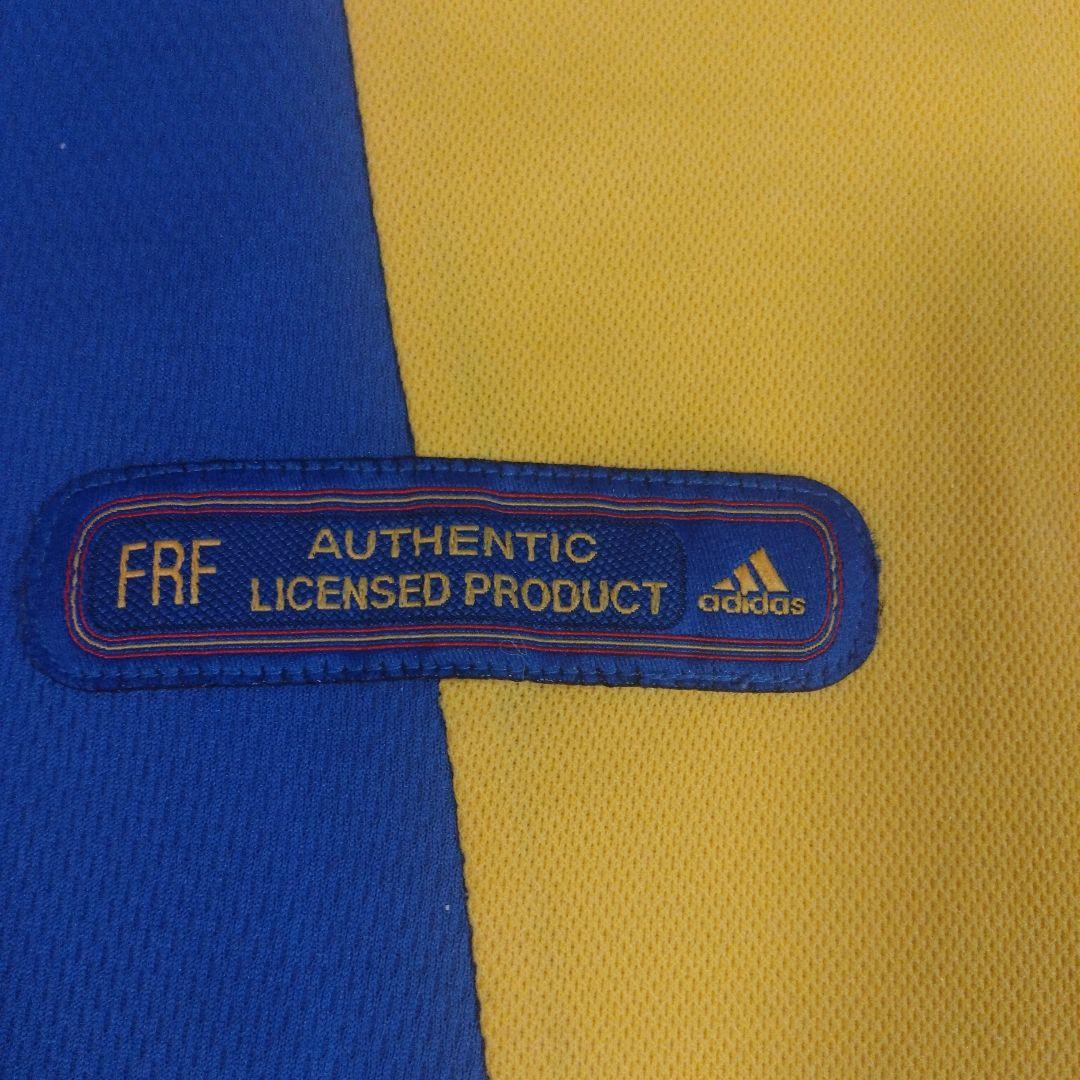 FRF
AUTHENTIC
LICENSED PRODUCT
adidas